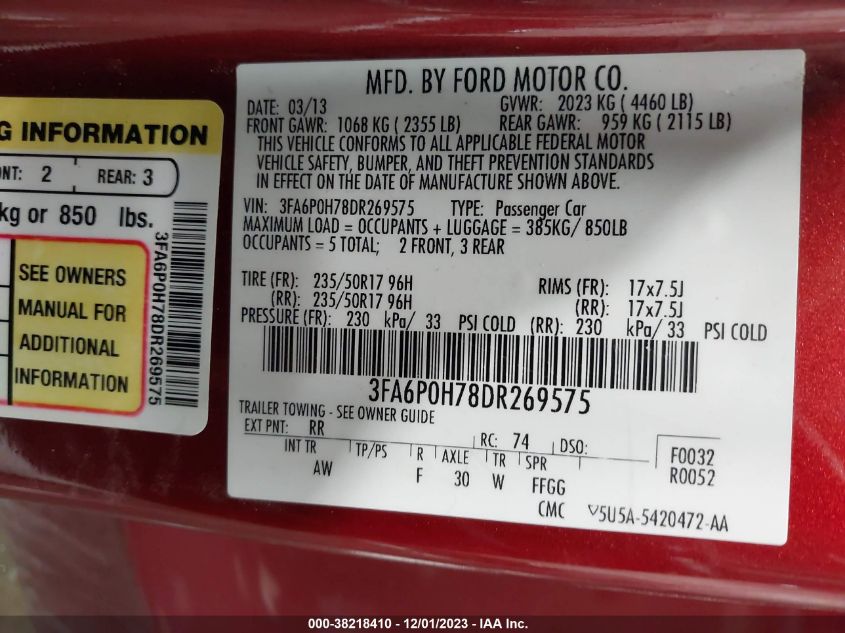 MFD. BY FORD MOTOR CO.
DATE: 03/13 GVWR: 2023 KG ( 4460 LB)
FRONT GAWR: 1068 KG ( 2355 LB) REAR GAWR: 959 KG ( 2115 LB)
THIS VEHICLE CONFORMS TO ALL APPLICABLE FEDERAL MOTOR
VEHICLE SAFETY, BUMPER, AND THEFT PREVENTION STANDARDS
IN EFFECT ON THE DATE OF MANUFACTURE SHOWN ABOVE.
VIN: 3FA6P0H78DR269575 TYPE: Passenger Car
MAXIMUM LOAD = OCCUPANTS + LUGGAGE = 385KG/ 850LB
OCCUPANTS = 5 TOTAL; 2 FRONT, 3 REAR
TIRE (FR): 235/50R17 96H RIMS (FR): 17x7.5J
(RR): 235/50R17 96H (RR): 17x7.5J
PRESSURE (FR): 230 kPa/ 33 PSI COLD (RR): 230 kPa/ 33 PSI COLD
3FA6P0H78DR269575
TRAILER TOWING - SEE OWNER GUIDE
EXT PNT: RR RC: 74 DSO: F0032
INT TR TP/PS R AXLE TR SPR R0052
AW F 30 W FFGG
CMC V5U5A-5420472-AA
G INFORMATION
NT: 2 REAR: 3
kg or 850 lbs.
SEE OWNERS
MANUAL FOR
ADDITIONAL
INFORMATION
3FA6P0H78DR269575
000-38218410 - 12/01/2023 - IAA Inc.